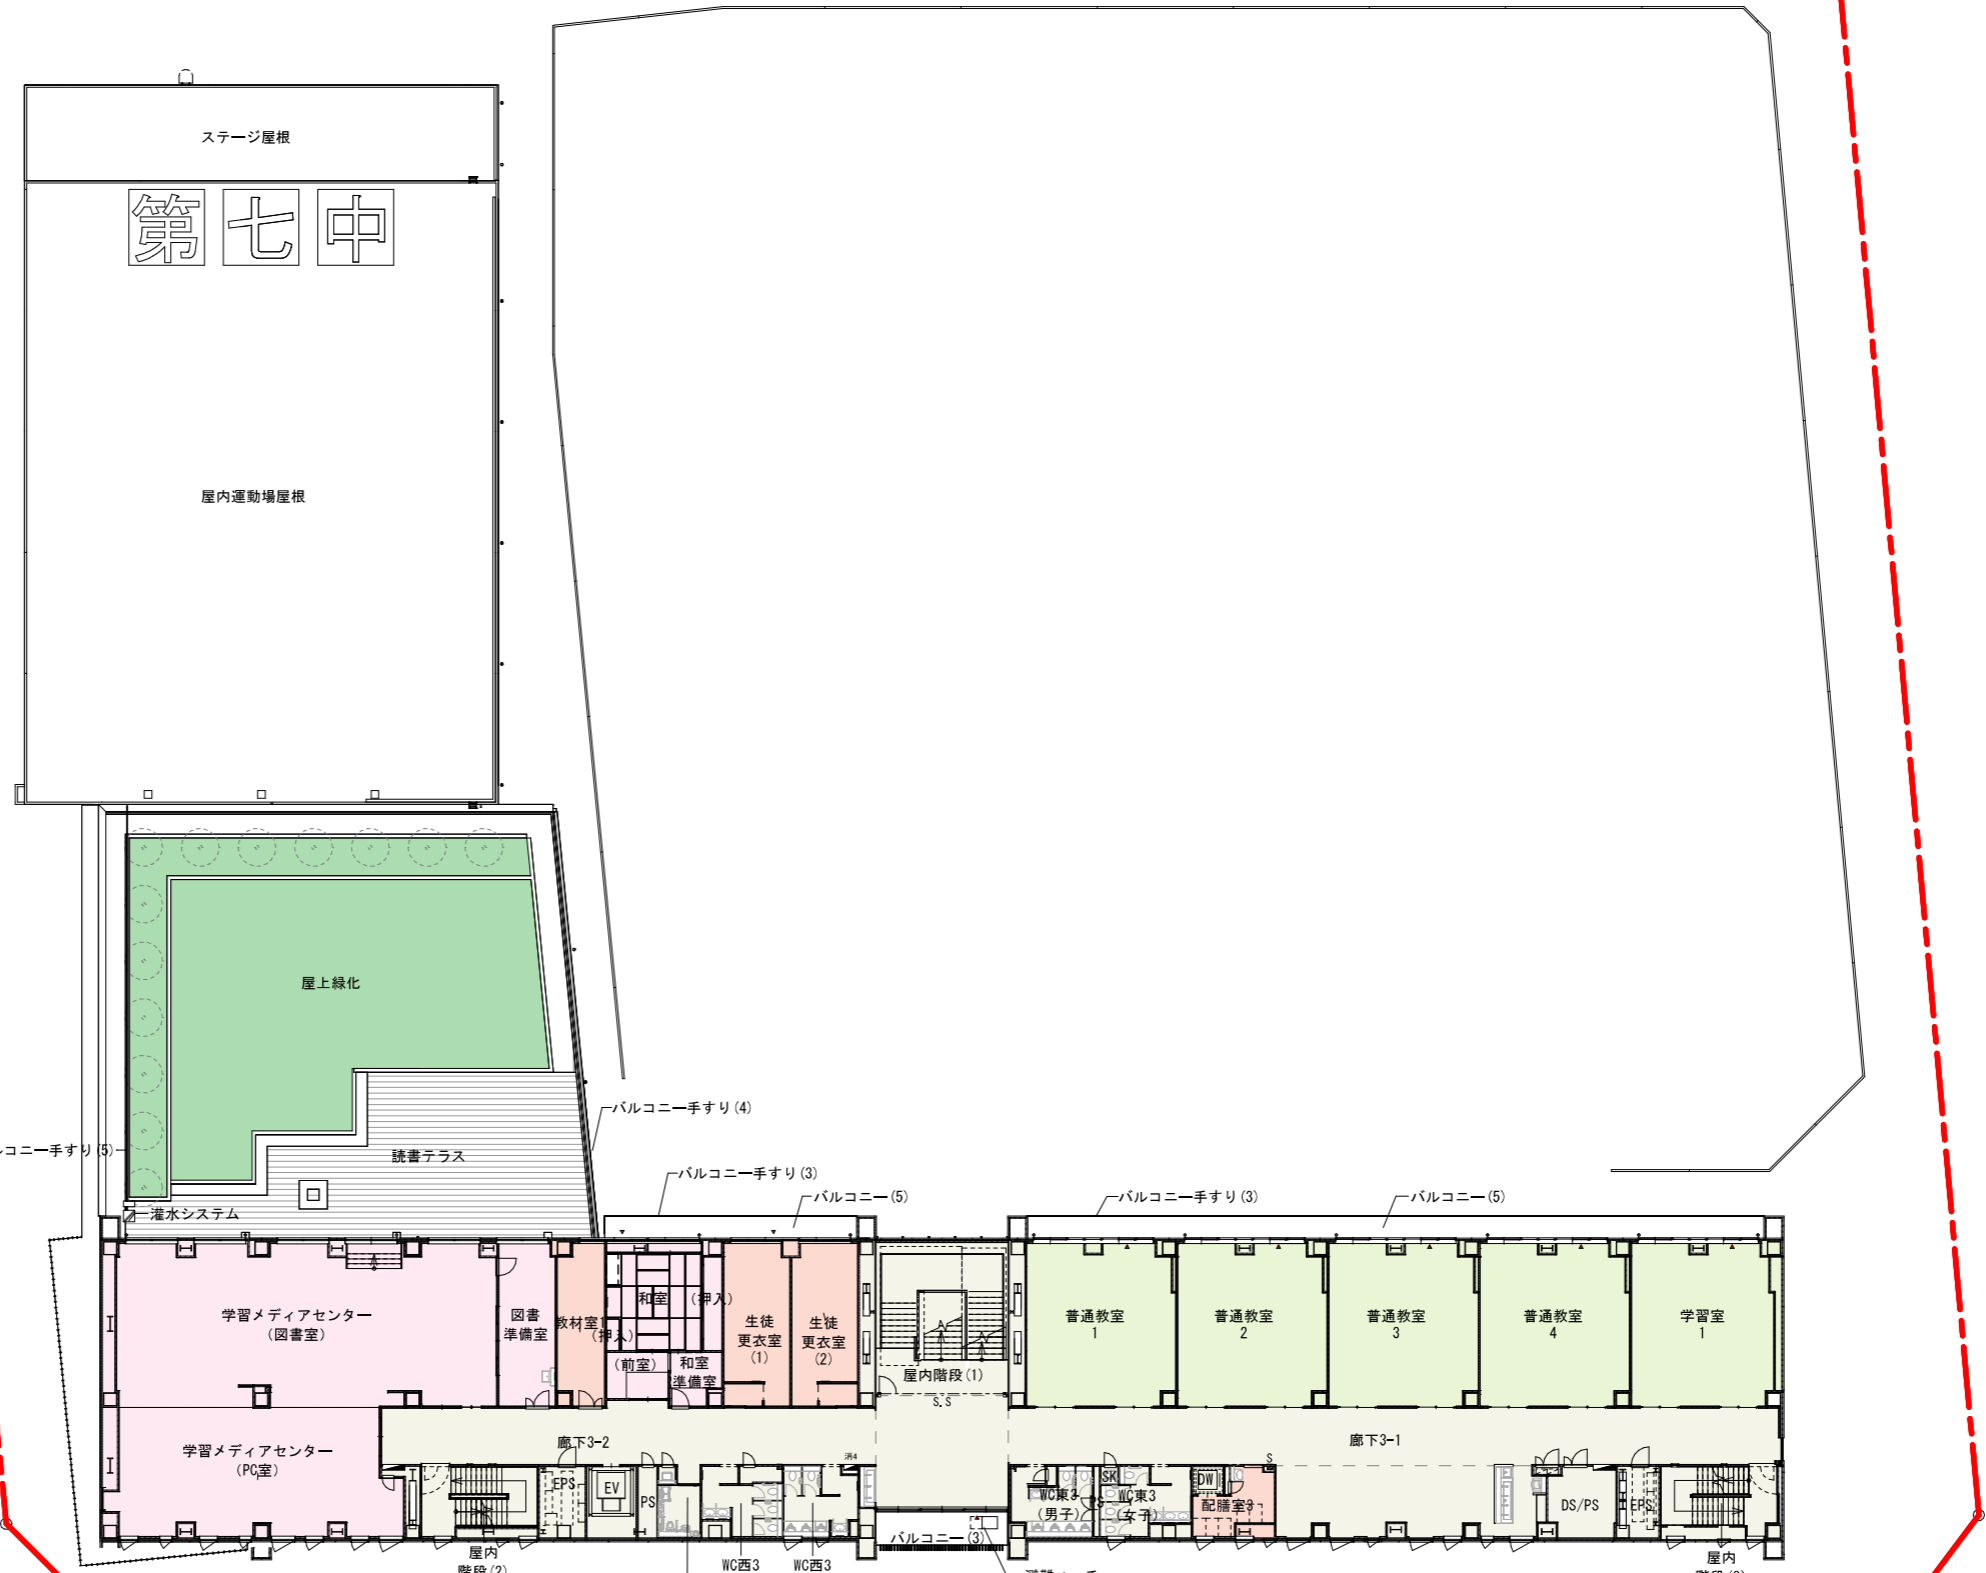 ステージ屋根
第七中
屋内運動場屋根
屋上緑化
バルコニー手すり(4)
コニー手すり(5)
読書テラス
バルコニー手すり(3)
バルコニー(5)
バルコニー手すり(3)
バルコニー(5)
灌水システム
学習メディアセンター
(図書室)
図書
準備室
教材室
(押入)
和室
(押入)
(前室)
和室
準備室
生徒
更衣室
(1)
生徒
更衣室
(2)
屋内階段(1)
S.S
普通教室
1
普通教室
2
普通教室
3
普通教室
4
学習室
1
学習メディアセンター
(PC室)
廊下3-2
廊下3-1
消4
S
EPS
EV
PS
WC東3
(男子)
PS
SK
WC東3
(女子)
DW
配膳室3
DS/PS
EPS
バルコニー(3)
屋内
階段(2)
WC西3
WC西3
屋内